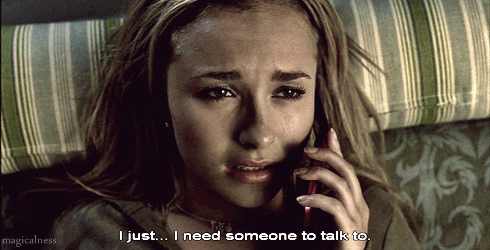 I just... I need someone to talk to.
magicalness